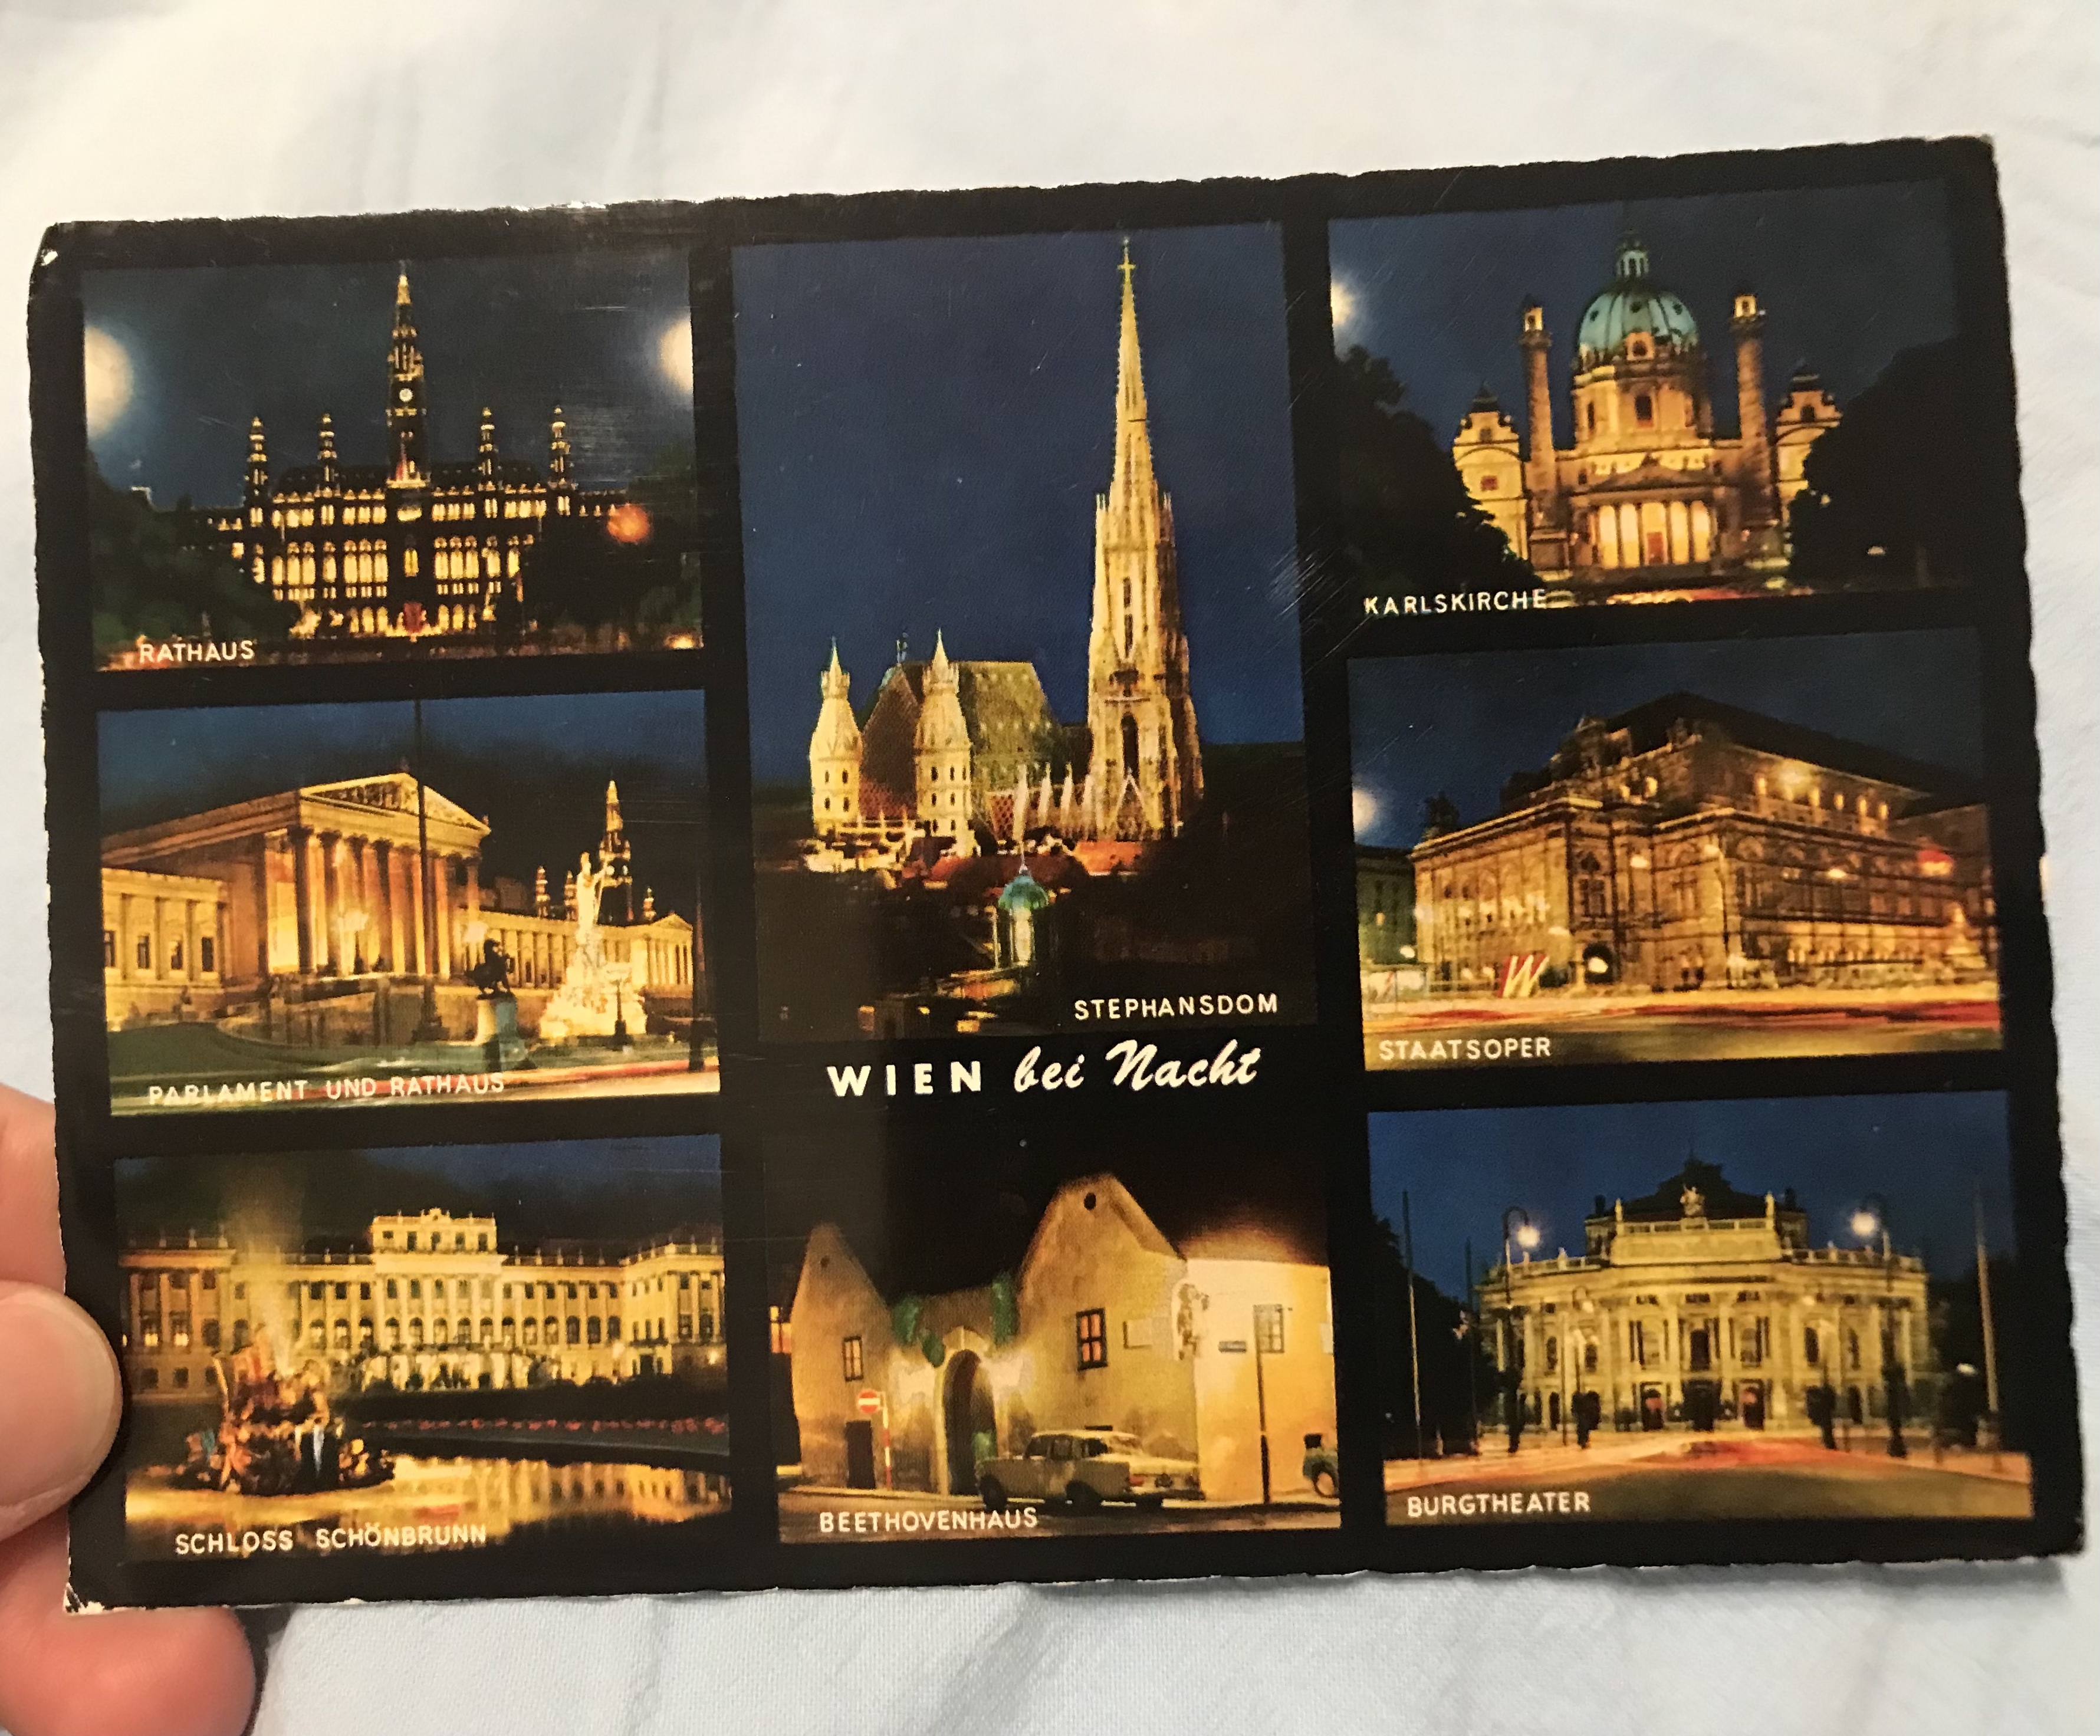 RATHAUS
STEPHANSDOM
KARLSKIRCHE
PARLAMENT UND RATHAUS
WIEN bei Nacht
STAATSOPER
W
SCHLOSS SCHÖNBRUNN
BEETHOVENHAUS
BURGTHEATER